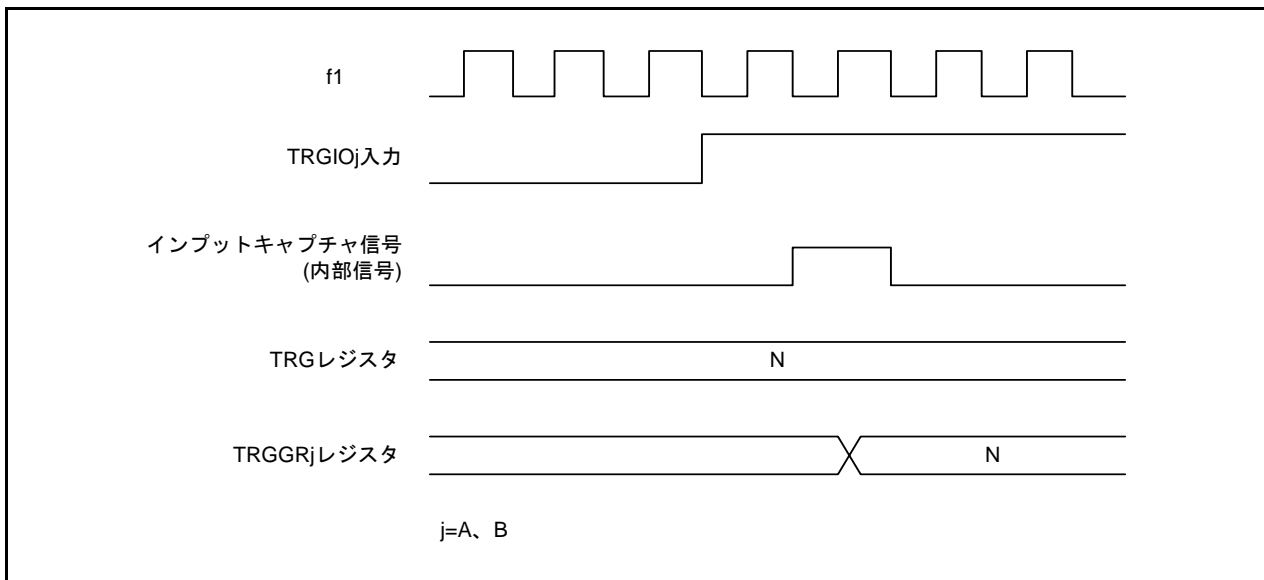 f1
TRGIOj入力
インプットキャプチャ信号
(内部信号)
TRGレジスタ
N
TRGGRjレジスタ
N
j=A、B